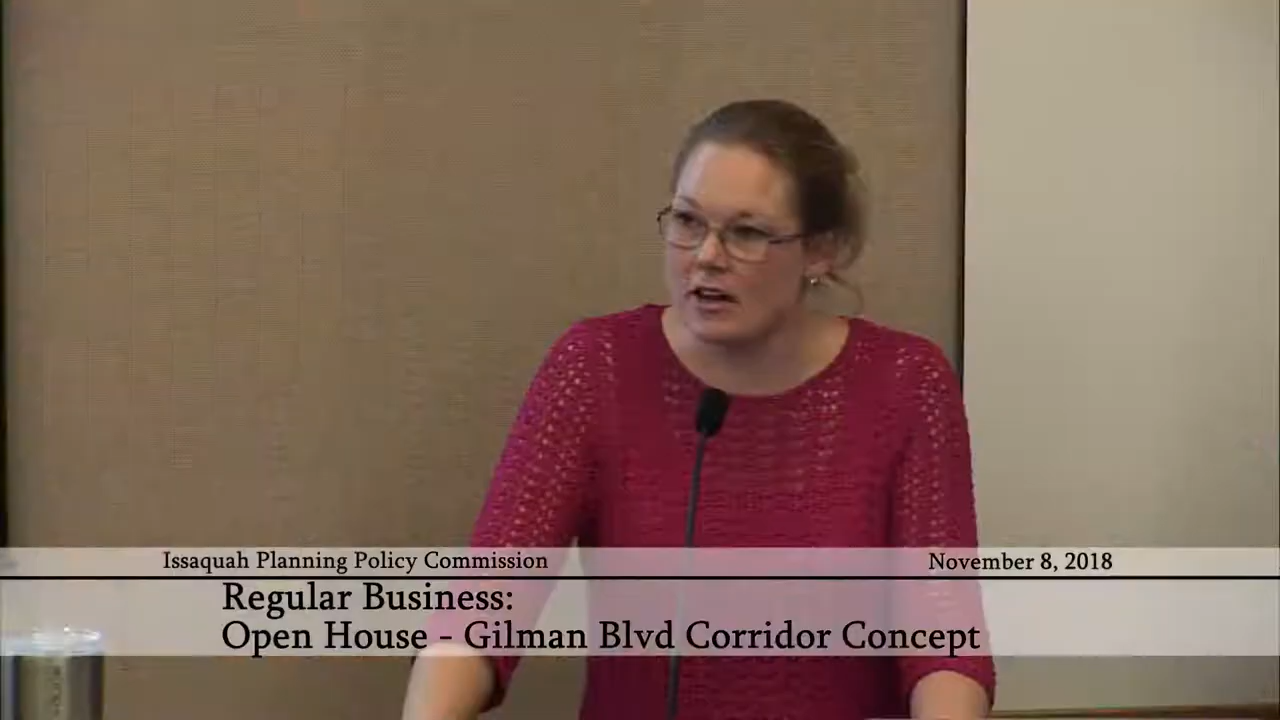 Issaquah Planning Policy Commission
November 8, 2018
Regular Business:
Open House - Gilman Blvd Corridor Concept